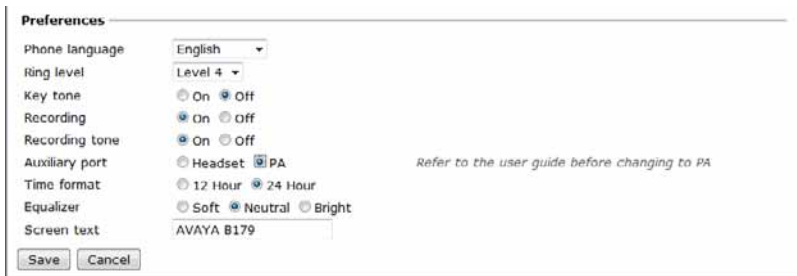 Preferences
Phone language English
Ring level Level 4
Key tone On Off
Recording On Off
Recording tone On Off
Auxiliary port Headset PA Refer to the user guide before changing to PA
Time format 12 Hour 24 Hour
Equalizer Soft Neutral Bright
Screen text AVAYA B179
Save Cancel